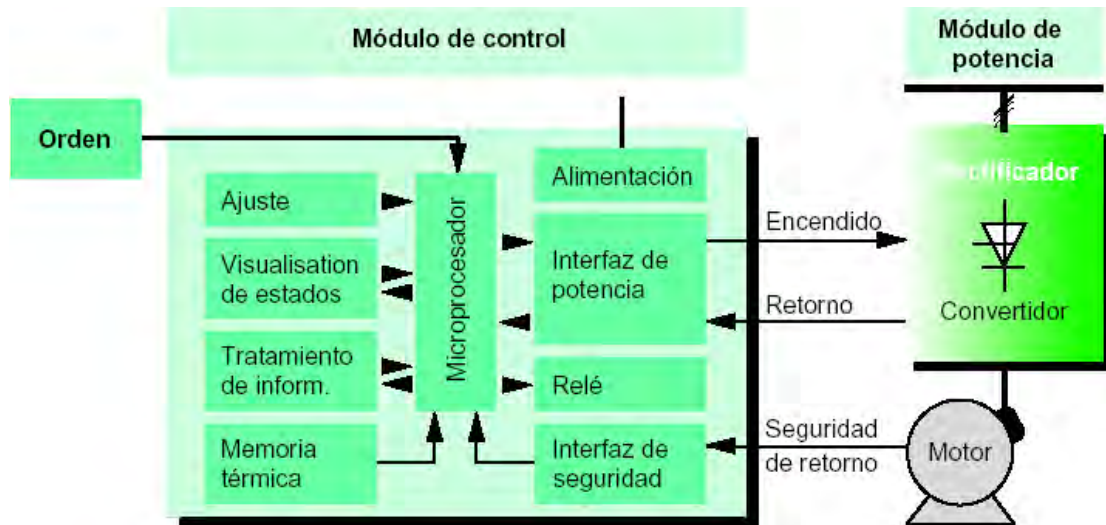 Módulo de control
Módulo de
potencia
Orden
Ajuste
Visualisation
de estados
Tratamiento
de inform.
Memoria
térmica
Microprocesador
Alimentación
Interfaz de
potencia
Relé
Interfaz de
seguridad
Encendido
Retorno
Seguridad
de retorno
Rectificador
Convertidor
Motor